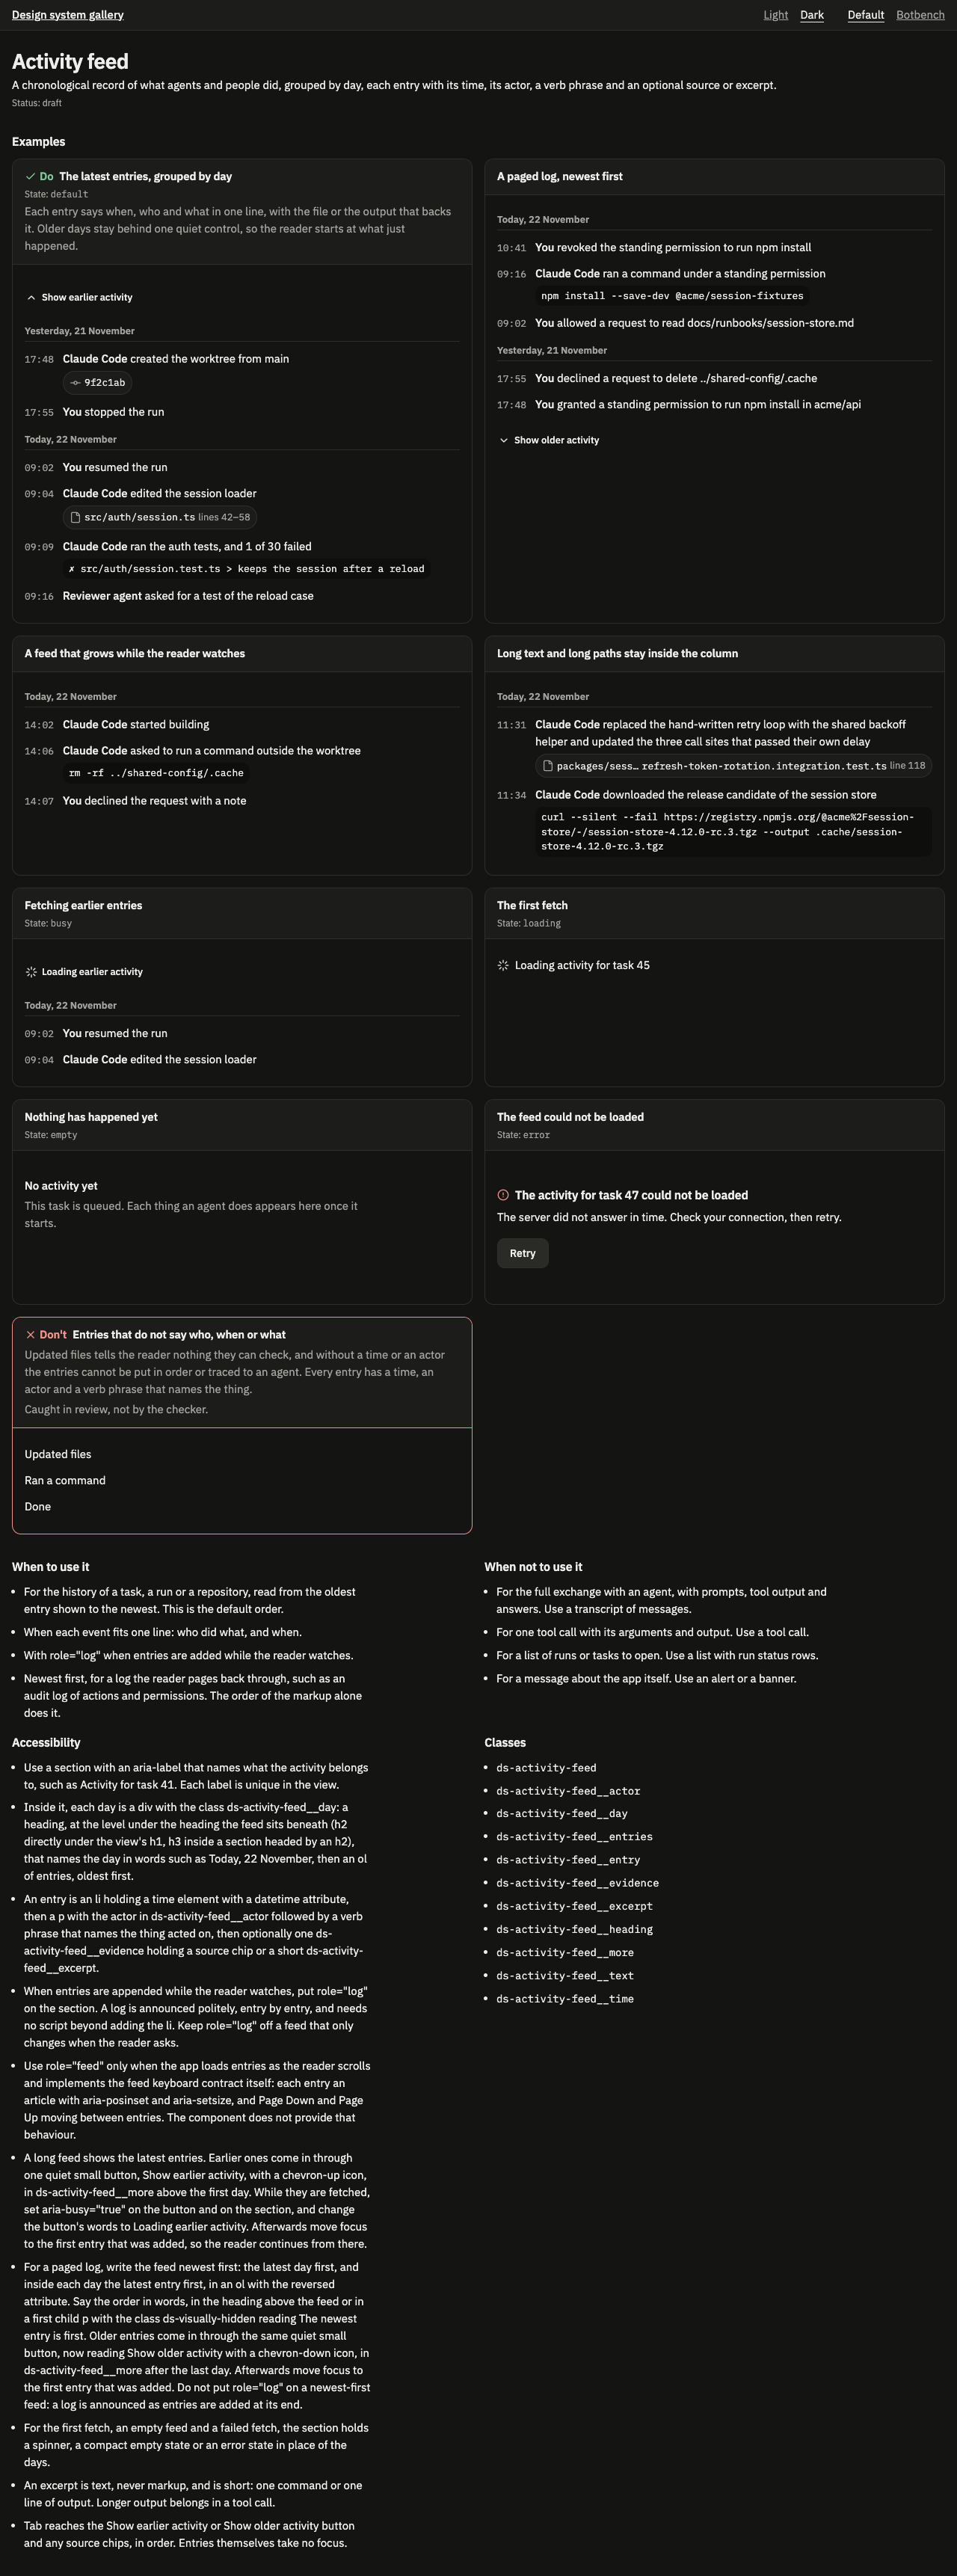 Design system gallery
Light Dark Default Botbench
Activity feed
A chronological record of what agents and people did, grouped by day, each entry with its time, its actor, a verb phrase and an optional source or excerpt.
Status: draft
Examples
Do The latest entries, grouped by day
State: default
Each entry says when, who and what in one line, with the file or the output that backs
it. Older days stay behind one quiet control, so the reader starts at what just
happened.
Show earlier activity
Yesterday, 21 November
17:48 Claude Code created the worktree from main
9f2c1ab
17:55 You stopped the run
Today, 22 November
09:02 You resumed the run
09:04 Claude Code edited the session loader
src/auth/session.ts lines 42–58
09:09 Claude Code ran the auth tests, and 1 of 30 failed
✗ src/auth/session.test.ts > keeps the session after a reload
09:16 Reviewer agent asked for a test of the reload case
A paged log, newest first
Today, 22 November
10:41 You revoked the standing permission to run npm install
09:16 Claude Code ran a command under a standing permission
npm install --save-dev @acme/session-fixtures
09:02 You allowed a request to read docs/runbooks/session-store.md
Yesterday, 21 November
17:55 You declined a request to delete ../shared-config/.cache
17:48 You granted a standing permission to run npm install in acme/api
Show older activity
A feed that grows while the reader watches
Today, 22 November
14:02 Claude Code started building
14:06 Claude Code asked to run a command outside the worktree
rm -rf ../shared-config/.cache
14:07 You declined the request with a note
Long text and long paths stay inside the column
Today, 22 November
11:31 Claude Code replaced the hand-written retry loop with the shared backoff
helper and updated the three call sites that passed their own delay
packages/sess… refresh-token-rotation.integration.test.ts line 118
11:34 Claude Code downloaded the release candidate of the session store
curl --silent --fail https://registry.npmjs.org/@acme%2Fsession-
store/-/session-store-4.12.0-rc.3.tgz --output .cache/session-
store-4.12.0-rc.3.tgz
Fetching earlier entries
State: busy
Loading earlier activity
Today, 22 November
09:02 You resumed the run
09:04 Claude Code edited the session loader
The first fetch
State: loading
Loading activity for task 45
Nothing has happened yet
State: empty
No activity yet
This task is queued. Each thing an agent does appears here once it
starts.
The feed could not be loaded
State: error
The activity for task 47 could not be loaded
The server did not answer in time. Check your connection, then retry.
Retry
Don't Entries that do not say who, when or what
Updated files tells the reader nothing they can check, and without a time or an actor
the entries cannot be put in order or traced to an agent. Every entry has a time, an
actor and a verb phrase that names the thing.
Caught in review, not by the checker.
Updated files
Ran a command
Done
When to use it
• For the history of a task, a run or a repository, read from the oldest
entry shown to the newest. This is the default order.
• When each event fits one line: who did what, and when.
• With role="log" when entries are added while the reader watches.
• Newest first, for a log the reader pages back through, such as an
audit log of actions and permissions. The order of the markup alone
does it.
When not to use it
• For the full exchange with an agent, with prompts, tool output and
answers. Use a transcript of messages.
• For one tool call with its arguments and output. Use a tool call.
• For a list of runs or tasks to open. Use a list with run status rows.
• For a message about the app itself. Use an alert or a banner.
Accessibility
• Use a section with an aria-label that names what the activity belongs
to, such as Activity for task 41. Each label is unique in the view.
• Inside it, each day is a div with the class ds-activity-feed__day: a
heading, at the level under the heading the feed sits beneath (h2
directly under the view's h1, h3 inside a section headed by an h2),
that names the day in words such as Today, 22 November, then an ol
of entries, oldest first.
• An entry is an li holding a time element with a datetime attribute,
then a p with the actor in ds-activity-feed__actor followed by a verb
phrase that names the thing acted on, then optionally one ds-
activity-feed__evidence holding a source chip or a short ds-activity-
feed__excerpt.
• When entries are appended while the reader watches, put role="log"
on the section. A log is announced politely, entry by entry, and needs
no script beyond adding the li. Keep role="log" off a feed that only
changes when the reader asks.
• Use role="feed" only when the app loads entries as the reader scrolls
and implements the feed keyboard contract itself: each entry an
article with aria-posinset and aria-setsize, and Page Down and Page
Up moving between entries. The component does not provide that
behaviour.
• A long feed shows the latest entries. Earlier ones come in through
one quiet small button, Show earlier activity, with a chevron-up icon,
in ds-activity-feed__more above the first day. While they are fetched,
set aria-busy="true" on the button and on the section, and change
the button's words to Loading earlier activity. Afterwards move focus
to the first entry that was added, so the reader continues from there.
• For a paged log, write the feed newest first: the latest day first, and
inside each day the latest entry first, in an ol with the reversed
attribute. Say the order in words, in the heading above the feed or in
a first child p with the class ds-visually-hidden reading The newest
entry is first. Older entries come in through the same quiet small
button, now reading Show older activity with a chevron-down icon, in
ds-activity-feed__more after the last day. Afterwards move focus to
the first entry that was added. Do not put role="log" on a newest-first
feed: a log is announced as entries are added at its end.
• For the first fetch, an empty feed and a failed fetch, the section holds
a spinner, a compact empty state or an error state in place of the
days.
• An excerpt is text, never markup, and is short: one command or one
line of output. Longer output belongs in a tool call.
• Tab reaches the Show earlier activity or Show older activity button
and any source chips, in order. Entries themselves take no focus.
Classes
• ds-activity-feed
• ds-activity-feed__actor
• ds-activity-feed__day
• ds-activity-feed__entries
• ds-activity-feed__entry
• ds-activity-feed__evidence
• ds-activity-feed__excerpt
• ds-activity-feed__heading
• ds-activity-feed__more
• ds-activity-feed__text
• ds-activity-feed__time